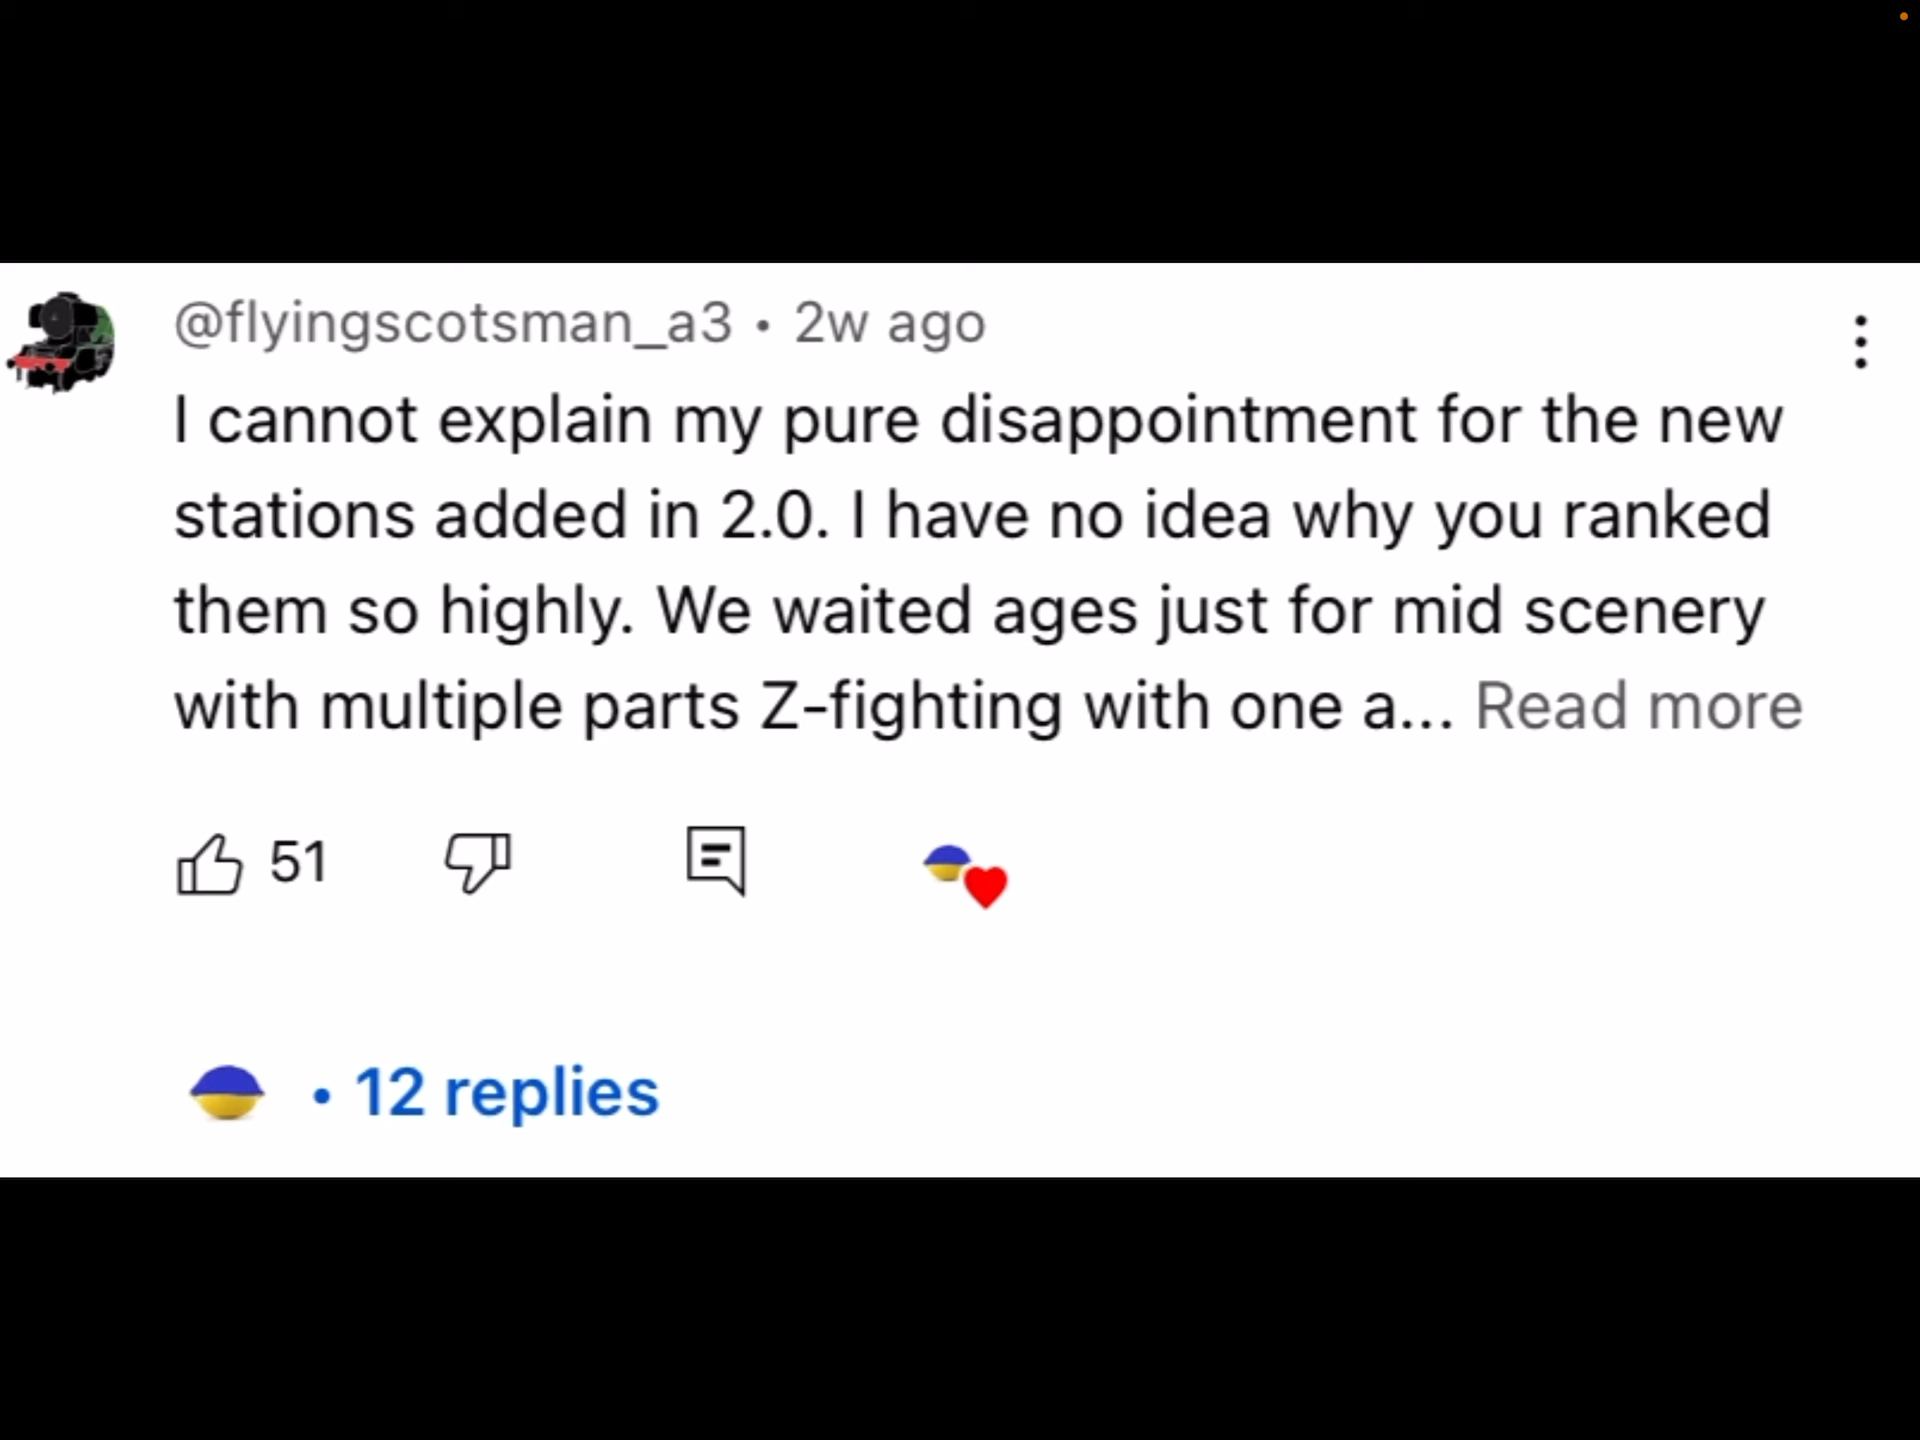 @flyingscotsman_a3 • 2w ago
I cannot explain my pure disappointment for the new
stations added in 2.0. I have no idea why you ranked
them so highly. We waited ages just for mid scenery
with multiple parts Z-fighting with one a... Read more
51
• 12 replies